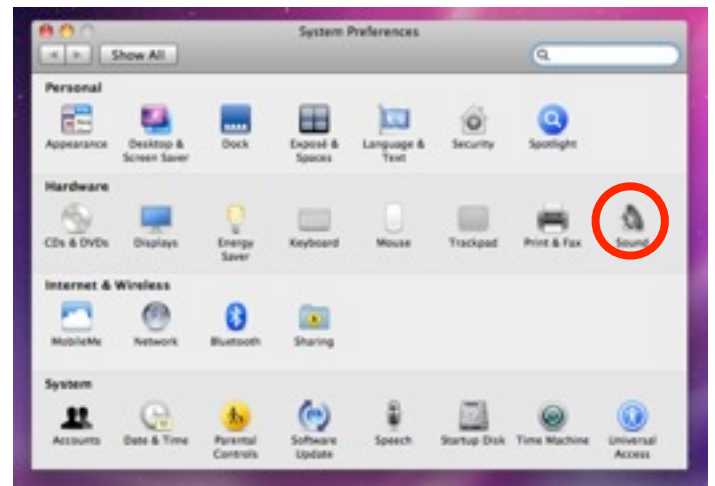 System Preferences
Show All
Personal
Appearance
Desktop &
Screen Saver
Dock
Exposé &
Spaces
Language &
Text
Security
Spotlight
Hardware
CDs & DVDs
Displays
Energy
Saver
Keyboard
Mouse
Trackpad
Print & Fax
Sound
Internet & Wireless
MobileMe
Network
Bluetooth
Sharing
System
Accounts
Date & Time
Parental
Controls
Software
Update
Speech
Startup Disk
Time Machine
Universal
Access